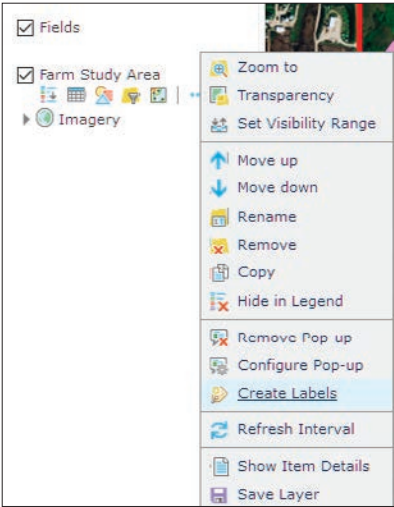 Fields
Farm Study Area
Imagery
Zoom to
Transparency
Set Visibility Range
Move up
Move down
Rename
Remove
Copy
Hide in Legend
Remove Pop-up
Configure Pop-up
Create Labels
Refresh Interval
Show Item Details
Save Layer